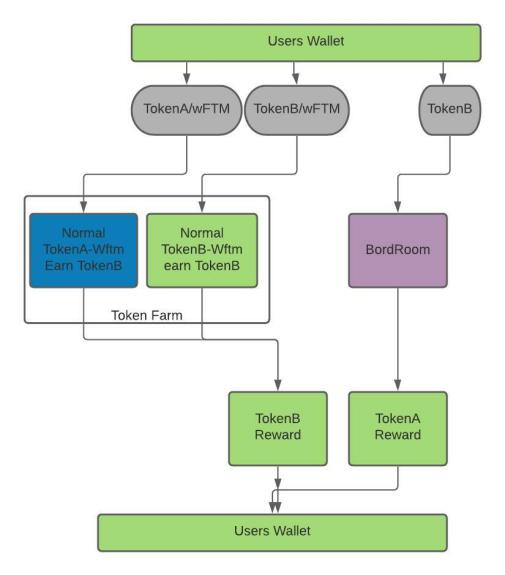 Users Wallet
TokenA/wFTM
TokenB/wFTM
TokenB
Normal
TokenA-Wftm
Earn TokenB
Normal
TokenB-Wftm
earn TokenB
BordRoom
Token Farm
TokenB
Reward
TokenA
Reward
Users Wallet